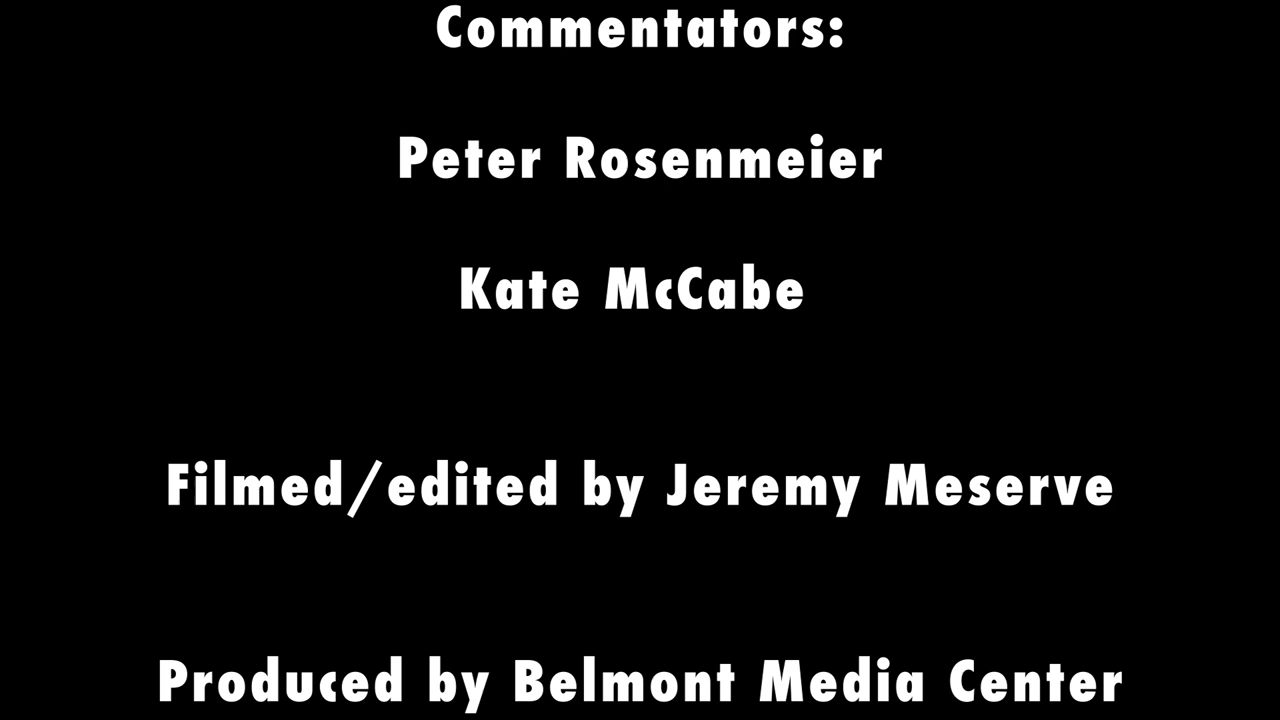 Commentators:
Peter Rosenmeier
Kate McCabe
Filmed/edited by Jeremy Meserve
Produced by Belmont Media Center